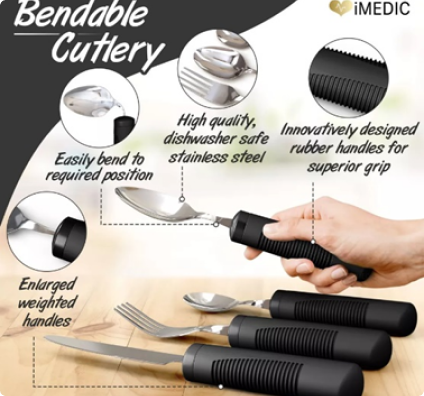 Bendable
Cutlery
iMEDIC
High quality,
dishwasher safe
stainless steel
Innovatively designed
rubber handles for
superior grip
Easily bend to
required position
Enlarged
weighted
handles